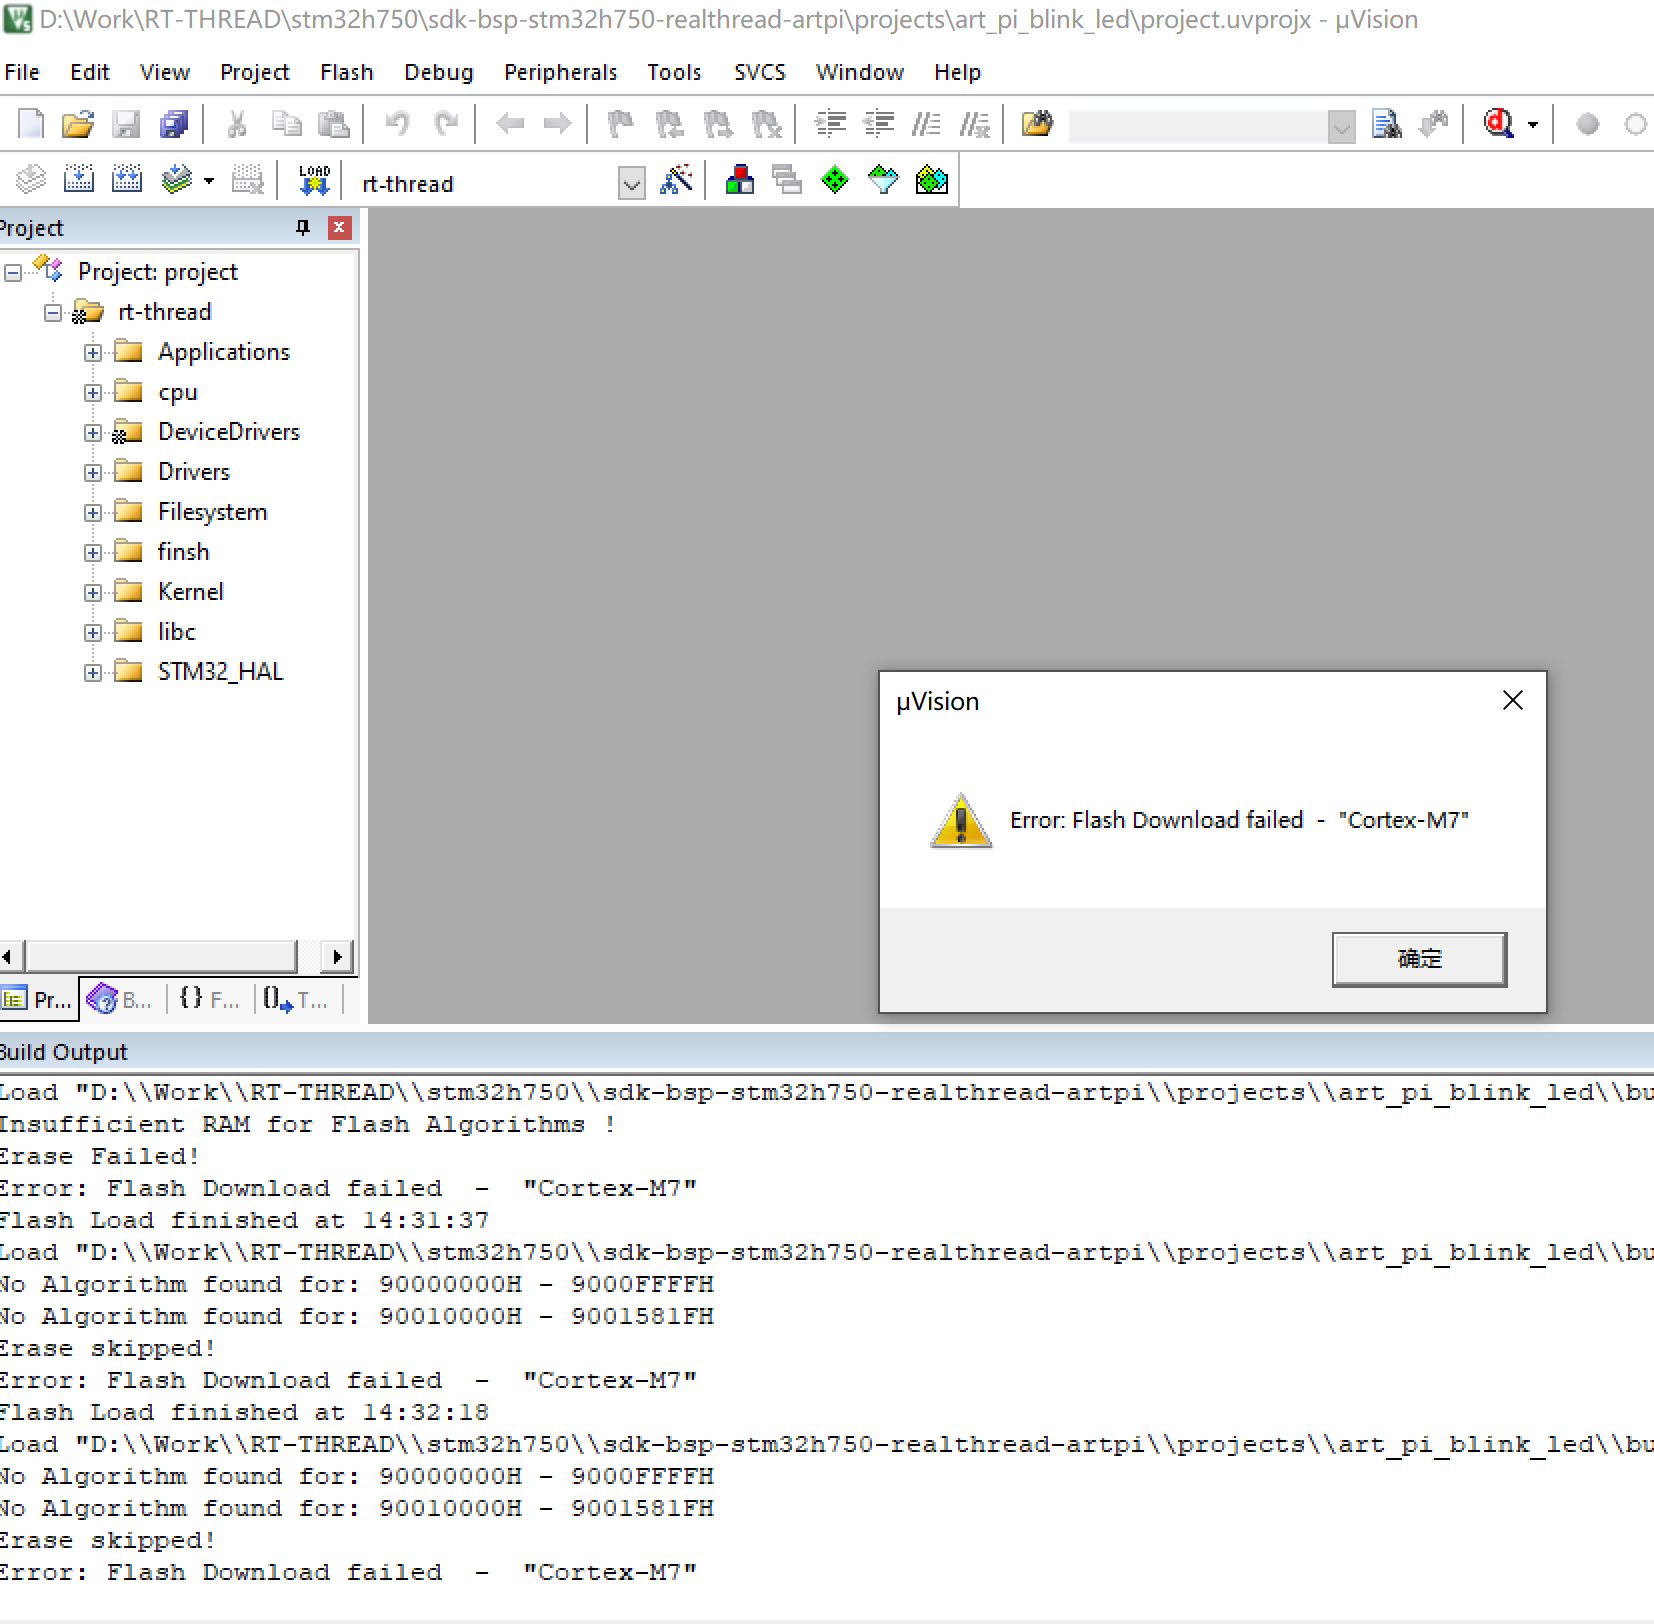 D:\Work\RT-THREAD\stm32h750\sdk-bsp-stm32h750-realthread-artpi\projects\art_pi_blink_led\project.uvprojx - µVision
File Edit View Project Flash Debug Peripherals Tools SVCS Window Help
LOAD rt-thread
Project
Project: project
rt-thread
Applications
cpu
DeviceDrivers
Drivers
Filesystem
finsh
Kernel
libc
STM32_HAL
µVision
Error: Flash Download failed - "Cortex-M7"
确定
Pr... B... {} F... T...
Build Output
Load "D:\\Work\\RT-THREAD\\stm32h750\\sdk-bsp-stm32h750-realthread-artpi\\projects\\art_pi_blink_led\\bu
Insufficient RAM for Flash Algorithms !
Erase Failed!
Error: Flash Download failed - "Cortex-M7"
Flash Load finished at 14:31:37
Load "D:\\Work\\RT-THREAD\\stm32h750\\sdk-bsp-stm32h750-realthread-artpi\\projects\\art_pi_blink_led\\bu
No Algorithm found for: 90000000H - 9000FFFFH
No Algorithm found for: 90010000H - 9001581FH
Erase skipped!
Error: Flash Download failed - "Cortex-M7"
Flash Load finished at 14:32:18
Load "D:\\Work\\RT-THREAD\\stm32h750\\sdk-bsp-stm32h750-realthread-artpi\\projects\\art_pi_blink_led\\bu
No Algorithm found for: 90000000H - 9000FFFFH
No Algorithm found for: 90010000H - 9001581FH
Erase skipped!
Error: Flash Download failed - "Cortex-M7"